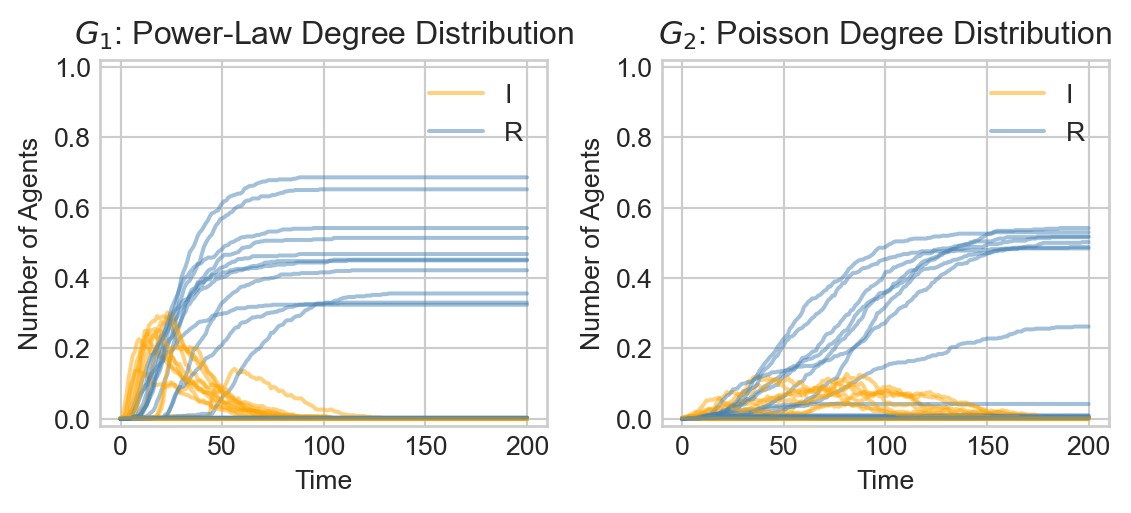 G₁: Power-Law Degree Distribution
1.0
0.8
0.6
0.4
0.2
0.0
Number of Agents
I
R
0 50 100 150 200
Time
G₂: Poisson Degree Distribution
1.0
0.8
0.6
0.4
0.2
0.0
Number of Agents
I
R
0 50 100 150 200
Time